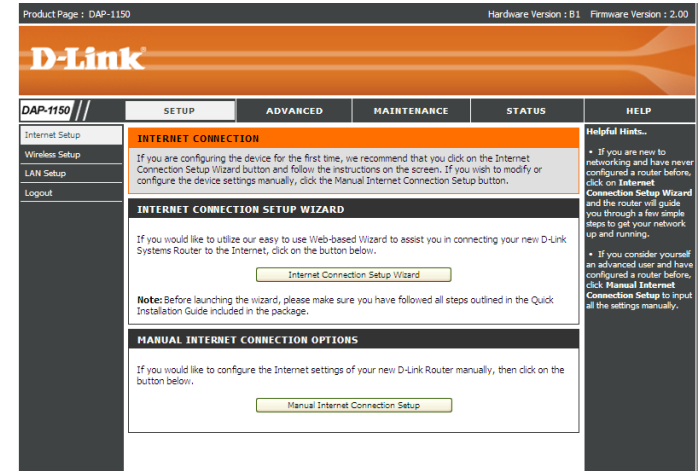 Product Page : DAP-1150
Hardware Version : B1 Firmware Version : 2.00
D-Link
DAP-1150 //
SETUP
ADVANCED
MAINTENANCE
STATUS
HELP
Internet Setup
Wireless Setup
LAN Setup
Logout
INTERNET CONNECTION
If you are configuring the device for the first time, we recommend that you click on the Internet
Connection Setup Wizard button and follow the instructions on the screen. If you wish to modify or
configure the device settings manually, click the Manual Internet Connection Setup button.
INTERNET CONNECTION SETUP WIZARD
If you would like to utilize our easy to use Web-based Wizard to assist you in connecting your new D-Link
Systems Router to the Internet, click on the button below.
Internet Connection Setup Wizard
Note: Before launching the wizard, please make sure you have followed all steps outlined in the Quick
Installation Guide included in the package.
MANUAL INTERNET CONNECTION OPTIONS
If you would like to configure the Internet settings of your new D-Link Router manually, then click on the
button below.
Manual Internet Connection Setup
Helpful Hints..
• If you are new to
networking and have never
configured a router before,
click on Internet
Connection Setup Wizard
and the router will guide
you through a few simple
steps to get your network
up and running.
• If you consider yourself
an advanced user and have
configured a router before,
click Manual Internet
Connection Setup to input
all the settings manually.